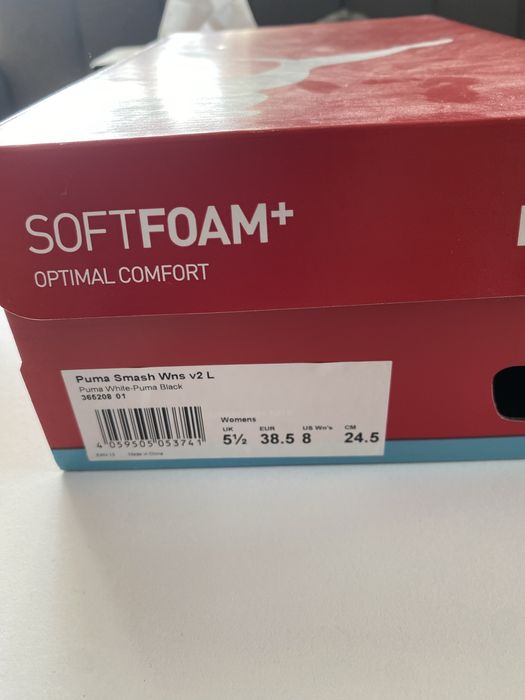 SOFTFOAM+
OPTIMAL COMFORT
Puma Smash Wns v2 L
Puma White-Puma Black
365208 01
4 059505 053741
Made in China
Womens
UK EUR US Wn's CM
5½ 38.5 8 24.5